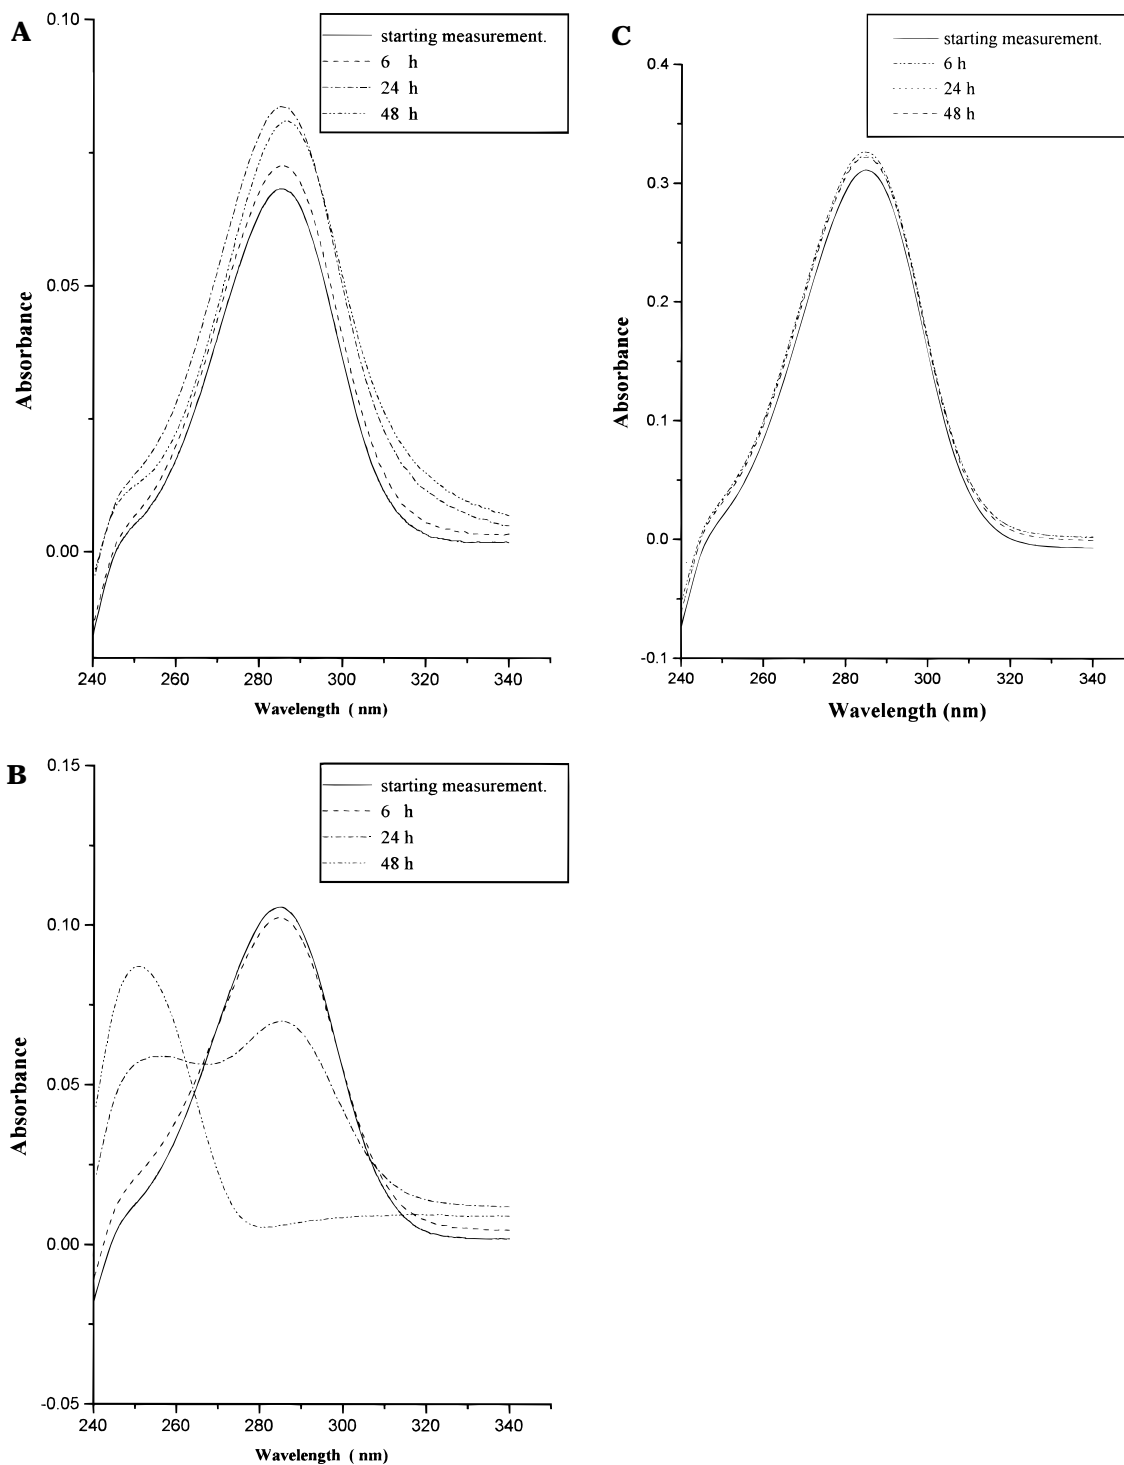 A
0.10
0.05
0.00
Absorbance
starting measurement.
6 h
24 h
48 h
240 260 280 300 320 340
Wavelength ( nm)
C
0.4
0.3
0.2
0.1
0.0
-0.1
Absorbance
starting measurement.
6 h
24 h
48 h
240 260 280 300 320 340
Wavelength (nm)
B
0.15
0.10
0.05
0.00
-0.05
Absorbance
starting measurement.
6 h
24 h
48 h
240 260 280 300 320 340
Wavelength ( nm)